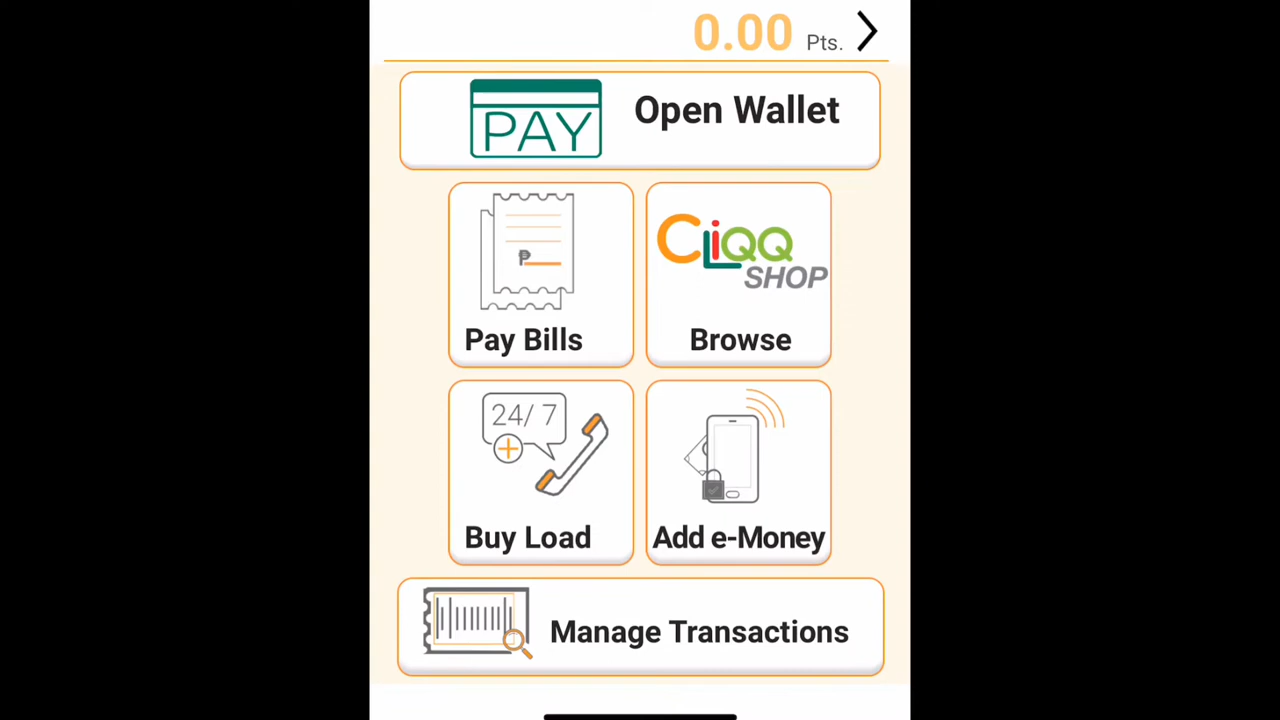 0.00 Pts.
PAY
Open Wallet
₱
CLiQQ
SHOP
Pay Bills
Browse
24/ 7
Buy Load
Add e-Money
Manage Transactions